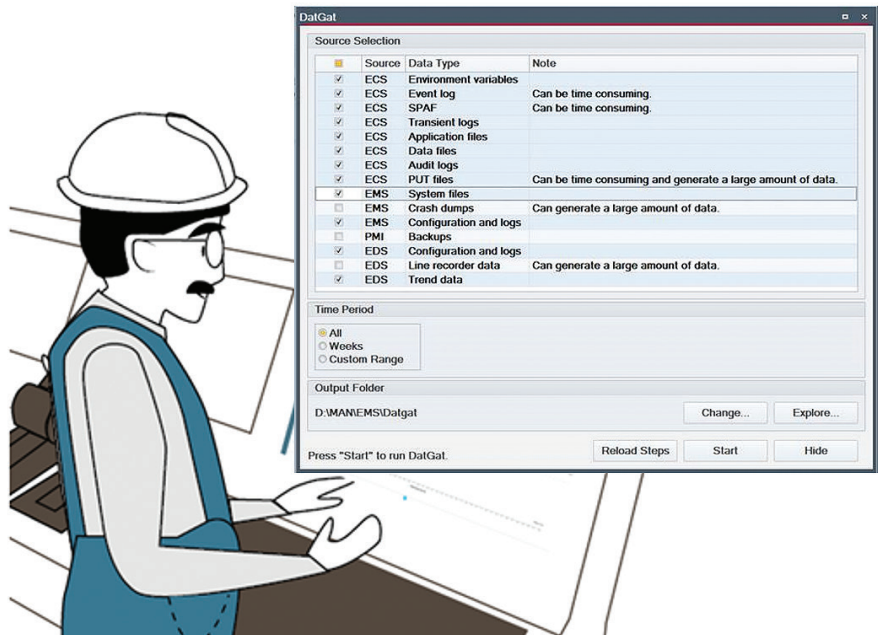 DatGat
Source Selection
Source Data Type Note
ECS Environment variables
ECS Event log Can be time consuming.
ECS SPAF Can be time consuming.
ECS Transient logs
ECS Application files
ECS Data files
ECS Audit logs
ECS PUT files Can be time consuming and generate a large amount of data.
EMS System files
EMS Crash dumps Can generate a large amount of data.
EMS Configuration and logs
PMI Backups
EDS Configuration and logs
EDS Line recorder data Can generate a large amount of data.
EDS Trend data
Time Period
All
Weeks
Custom Range
Output Folder
D:\MAN\EMS\Datgat Change... Explore...
Press "Start" to run DatGat. Reload Steps Start Hide